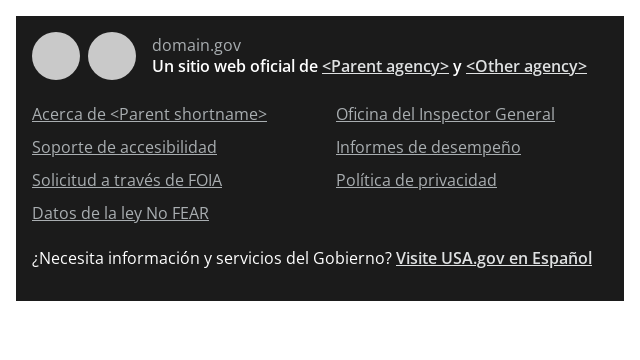 domain.gov
Un sitio web oficial de <Parent agency> y <Other agency>
Acerca de <Parent shortname>
Oficina del Inspector General
Soporte de accesibilidad
Informes de desempeño
Solicitud a través de FOIA
Política de privacidad
Datos de la ley No FEAR
¿Necesita información y servicios del Gobierno? Visite USA.gov en Español